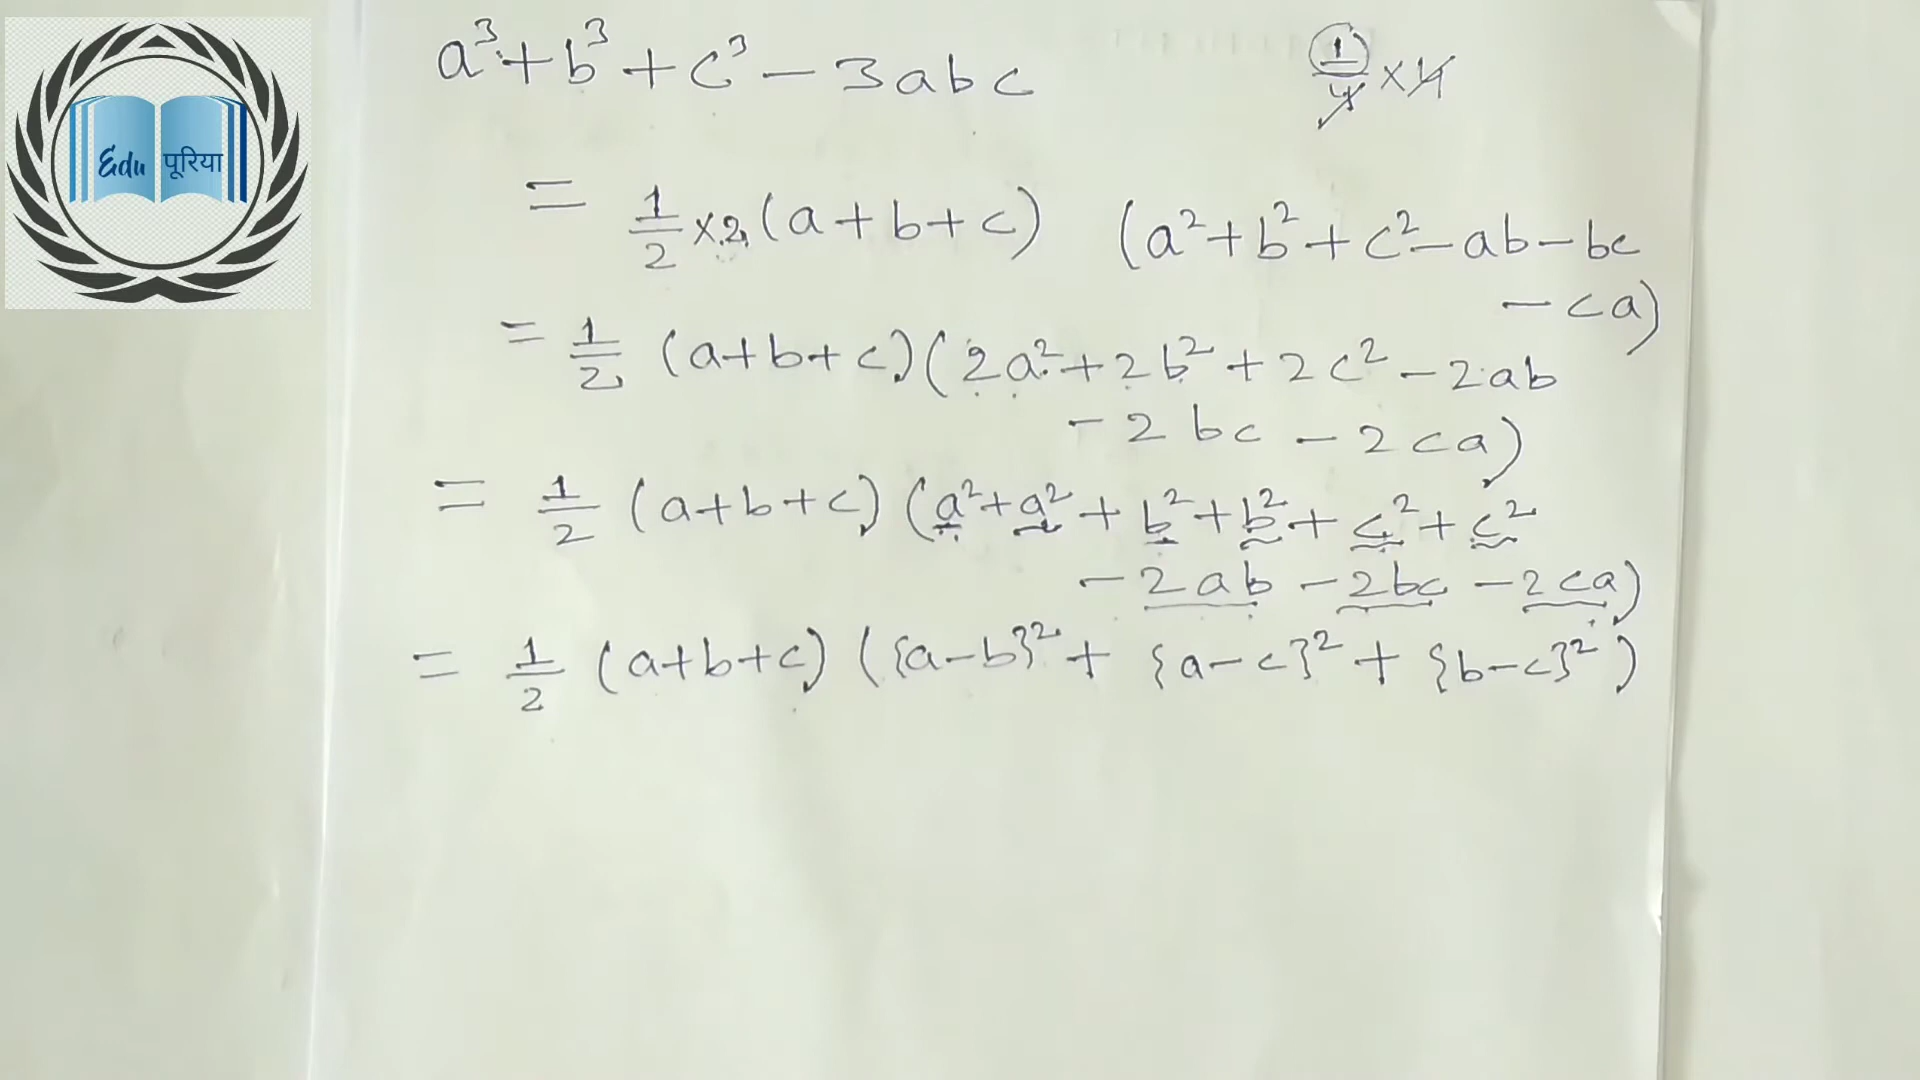 Edu पूरिया
a³+b³+c³-3abc
1/4 ×4
= 1/2 ×2(a+b+c) (a²+b²+c²-ab-bc
-ca)
= 1/2 (a+b+c)(2a²+2b²+2c²-2ab
-2bc-2ca)
= 1/2 (a+b+c)(a²+a²+b²+b²+c²+c²
-2ab-2bc-2ca)
= 1/2 (a+b+c)({a-b}²+{a-c}²+{b-c}²)